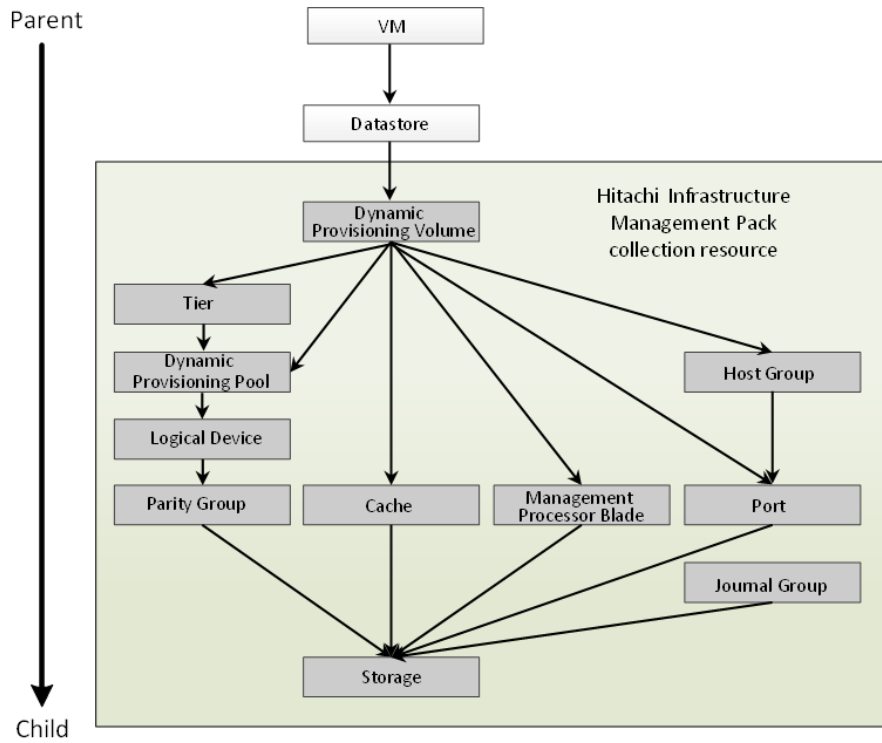 Parent
VM
Datastore
Hitachi Infrastructure
Management Pack
collection resource
Dynamic
Provisioning Volume
Tier
Dynamic
Provisioning Pool
Host Group
Logical Device
Parity Group
Cache
Management
Processor Blade
Port
Journal Group
Storage
Child